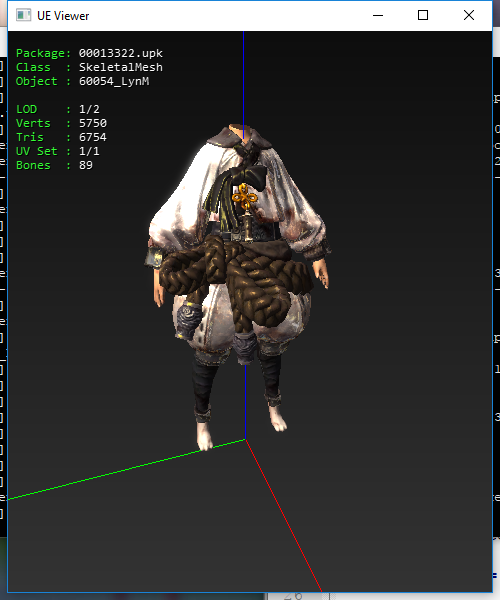 UE Viewer
Package: 00013322.upk
Class : SkeletalMesh
Object : 60054_LynM
LOD : 1/2
Verts : 5750
Tris : 6754
UV Set : 1/1
Bones : 89
26